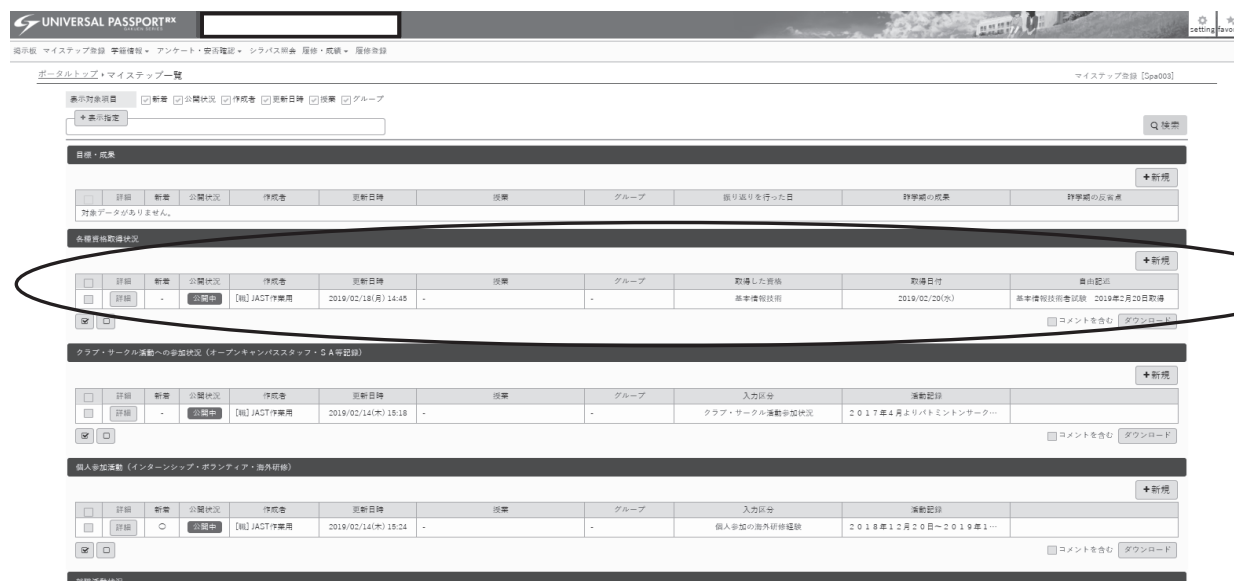 UNIVERSAL PASSPORT RX
setting
掲示板 マイステップ登録 学籍情報 アンケート・安否確認 シラバス照会 履修・成績 履修登録
ポータルトップ マイステップ一覧 マイステップ登録 [Spa003]
表示対象項目 新着 公開状況 作成者 更新日時 授業 グループ
+表示指定
検索
目標・成果
+新規
詳細 新着 公開状況 作成者 更新日時 授業 グループ 振り返りを行った日 昨学期の成果 昨学期の反省点
対象データがありません。
各種資格取得状況
+新規
詳細 新着 公開状況 作成者 更新日時 授業 グループ 取得した資格 取得日付 自由記述
詳細 - 公開中 [職] JAST作業用 2019/02/18(月) 14:45 - - 基本情報技術 2019/02/20(水) 基本情報技術者試験 2019年2月20日取得
コメントを含む ダウンロード
クラブ・サークル活動への参加状況(オープンキャンパススタッフ・SA等記録)
+新規
詳細 新着 公開状況 作成者 更新日時 授業 グループ 入力区分 活動記録
詳細 - 公開中 [職] JAST作業用 2019/02/14(木) 15:18 - - クラブ・サークル活動参加状況 2017年4月よりバトミントンサーク…
コメントを含む ダウンロード
個人参加活動(インターンシップ・ボランティア・海外研修)
+新規
詳細 新着 公開状況 作成者 更新日時 授業 グループ 入力区分 活動記録
詳細 ○ 公開中 [職] JAST作業用 2019/02/14(木) 15:24 - - 個人参加の海外研修経験 2018年12月20日~2019年1…
コメントを含む ダウンロード